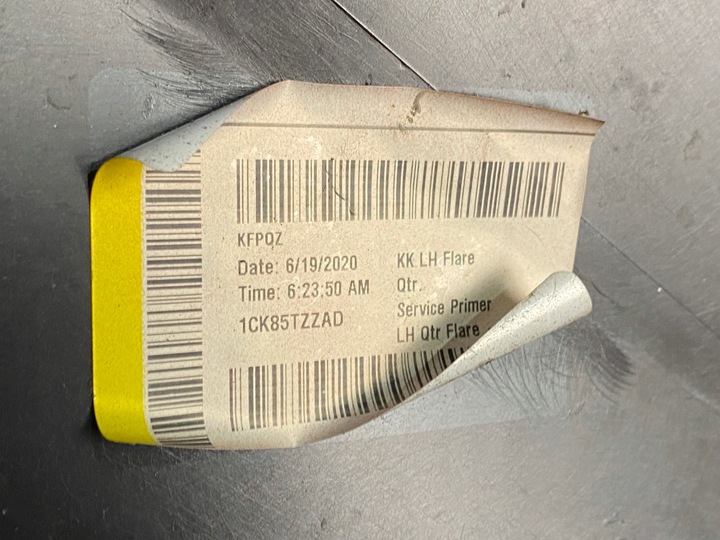 KFPQZ
Date: 6/19/2020
Time: 6:23:50 AM
1CK85TZZAD
KK LH Flare
Qtr.
Service Primer
LH Qtr Flare